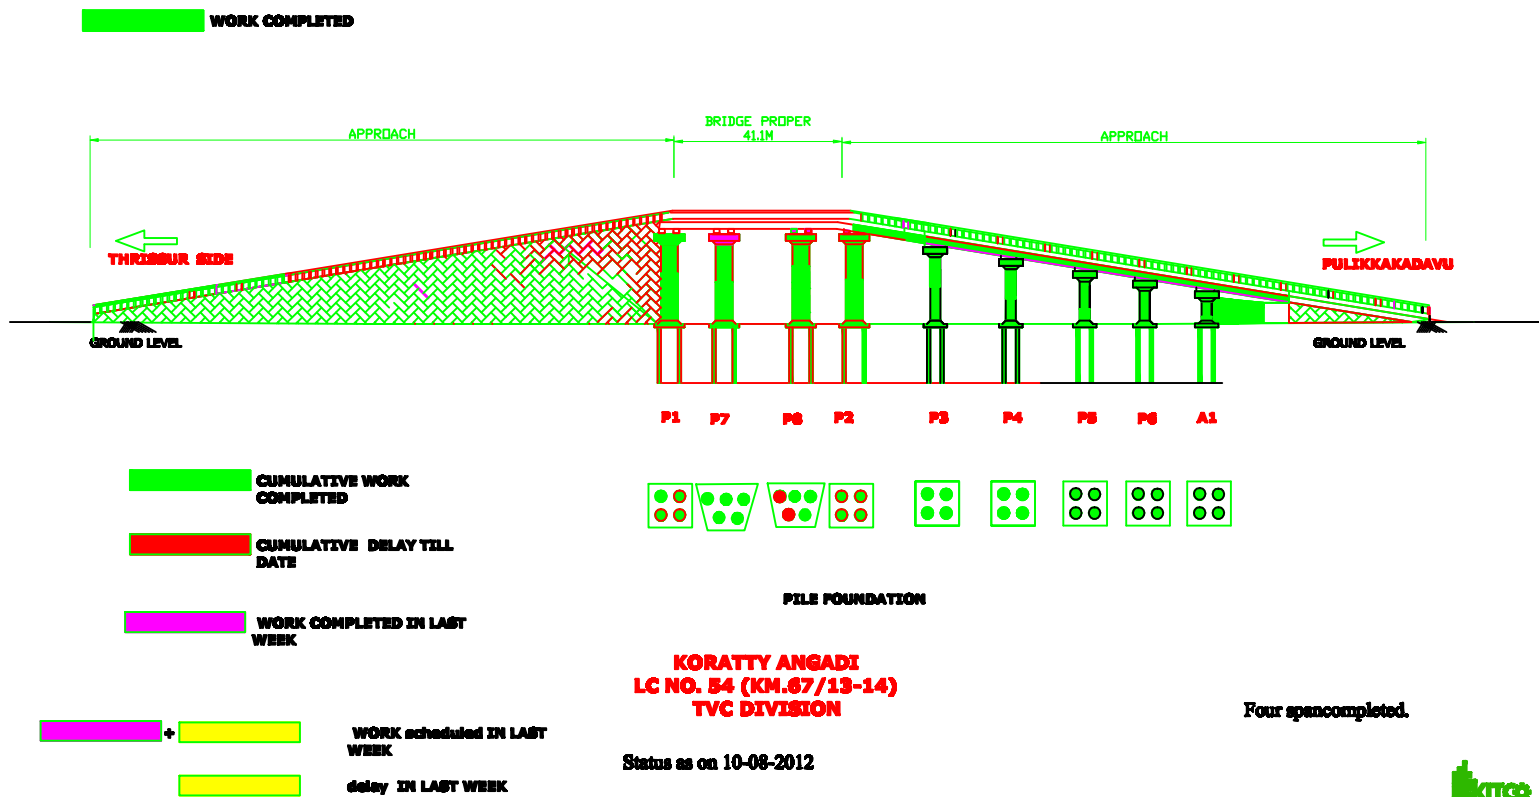 WORK COMPLETED
BRIDGE PROPER
APPROACH
41.1M
APPROACH
THRISSUR SIDE
PULIKKAKADAVU
GROUND LEVEL
GROUND LEVEL
P1 P7 P8 P2 P3 P4 P5 P6 A1
CUMULATIVE WORK
COMPLETED
CUMULATIVE DELAY TILL
DATE
PILE FOUNDATION
WORK COMPLETED IN LAST
WEEK
KORATTY ANGADI
LC NO. 54 (KM.67/13-14)
TVC DIVISION
Four spancompleted.
+ WORK scheduled IN LAST
WEEK
Status as on 10-08-2012
delay IN LAST WEEK
KITCO